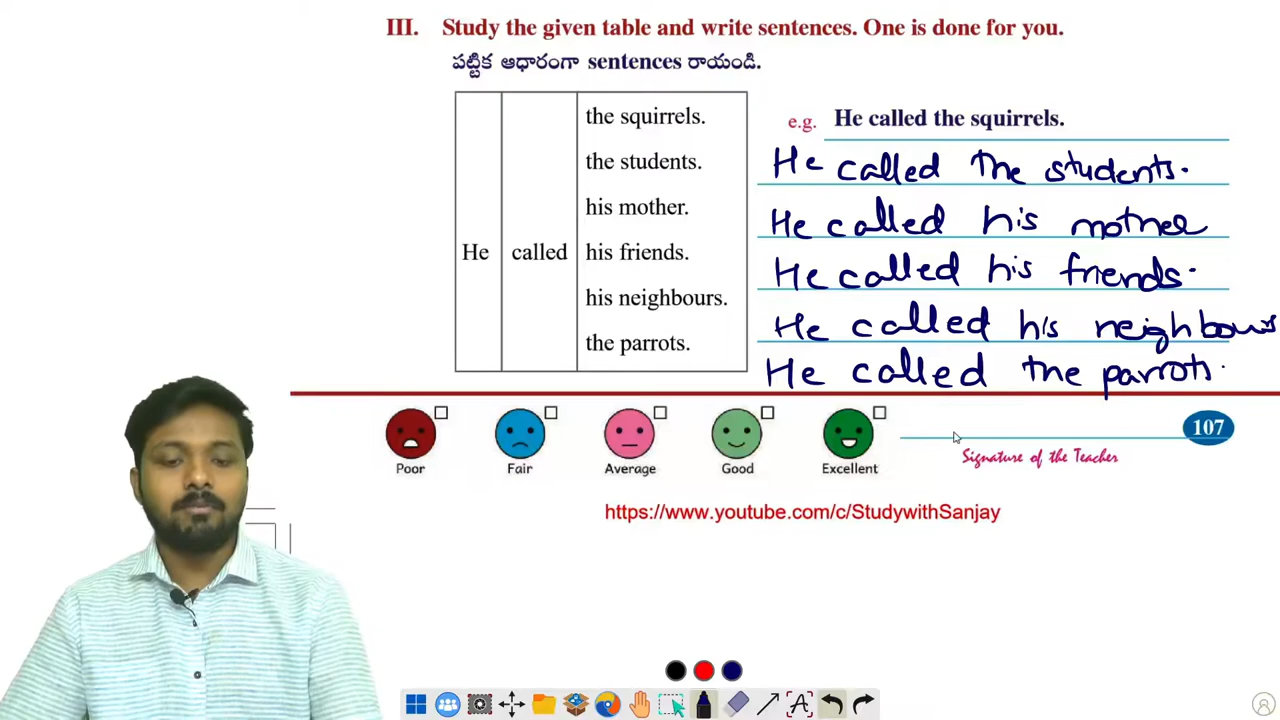 III. Study the given table and write sentences. One is done for you.
పట్టిక ఆధారంగా sentences రాయండి.
He called the squirrels.
the students.
his mother.
his friends.
his neighbours.
the parrots.
e.g. He called the squirrels.
He called the students.
He called his mother
He called his friends.
He called his neighbours
He called the parrots.
Poor Fair Average Good Excellent
107
Signature of the Teacher
https://www.youtube.com/c/StudywithSanjay